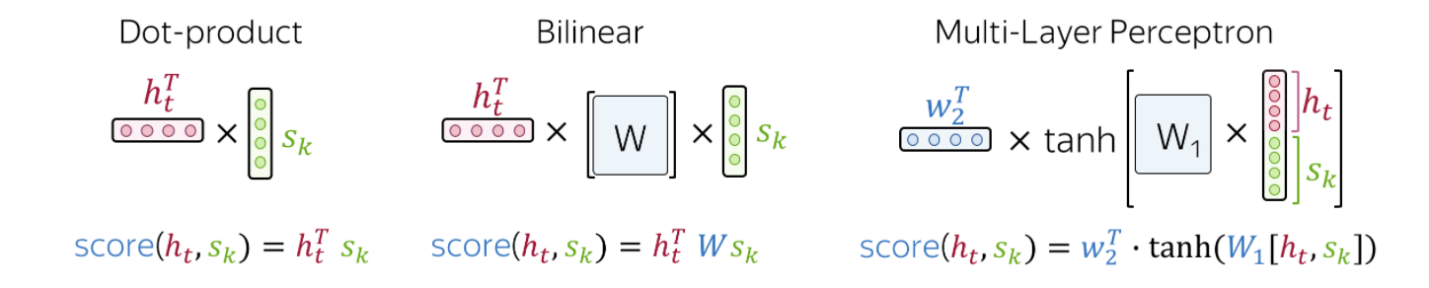 Dot-product Bilinear Multi-Layer Perceptron
h_t^T × s_k h_t^T × [W] × s_k w_2^T × tanh [W_1 × h_t s_k]
score(h_t, s_k) = h_t^T s_k score(h_t, s_k) = h_t^T W s_k score(h_t, s_k) = w_2^T · tanh(W_1[h_t, s_k])